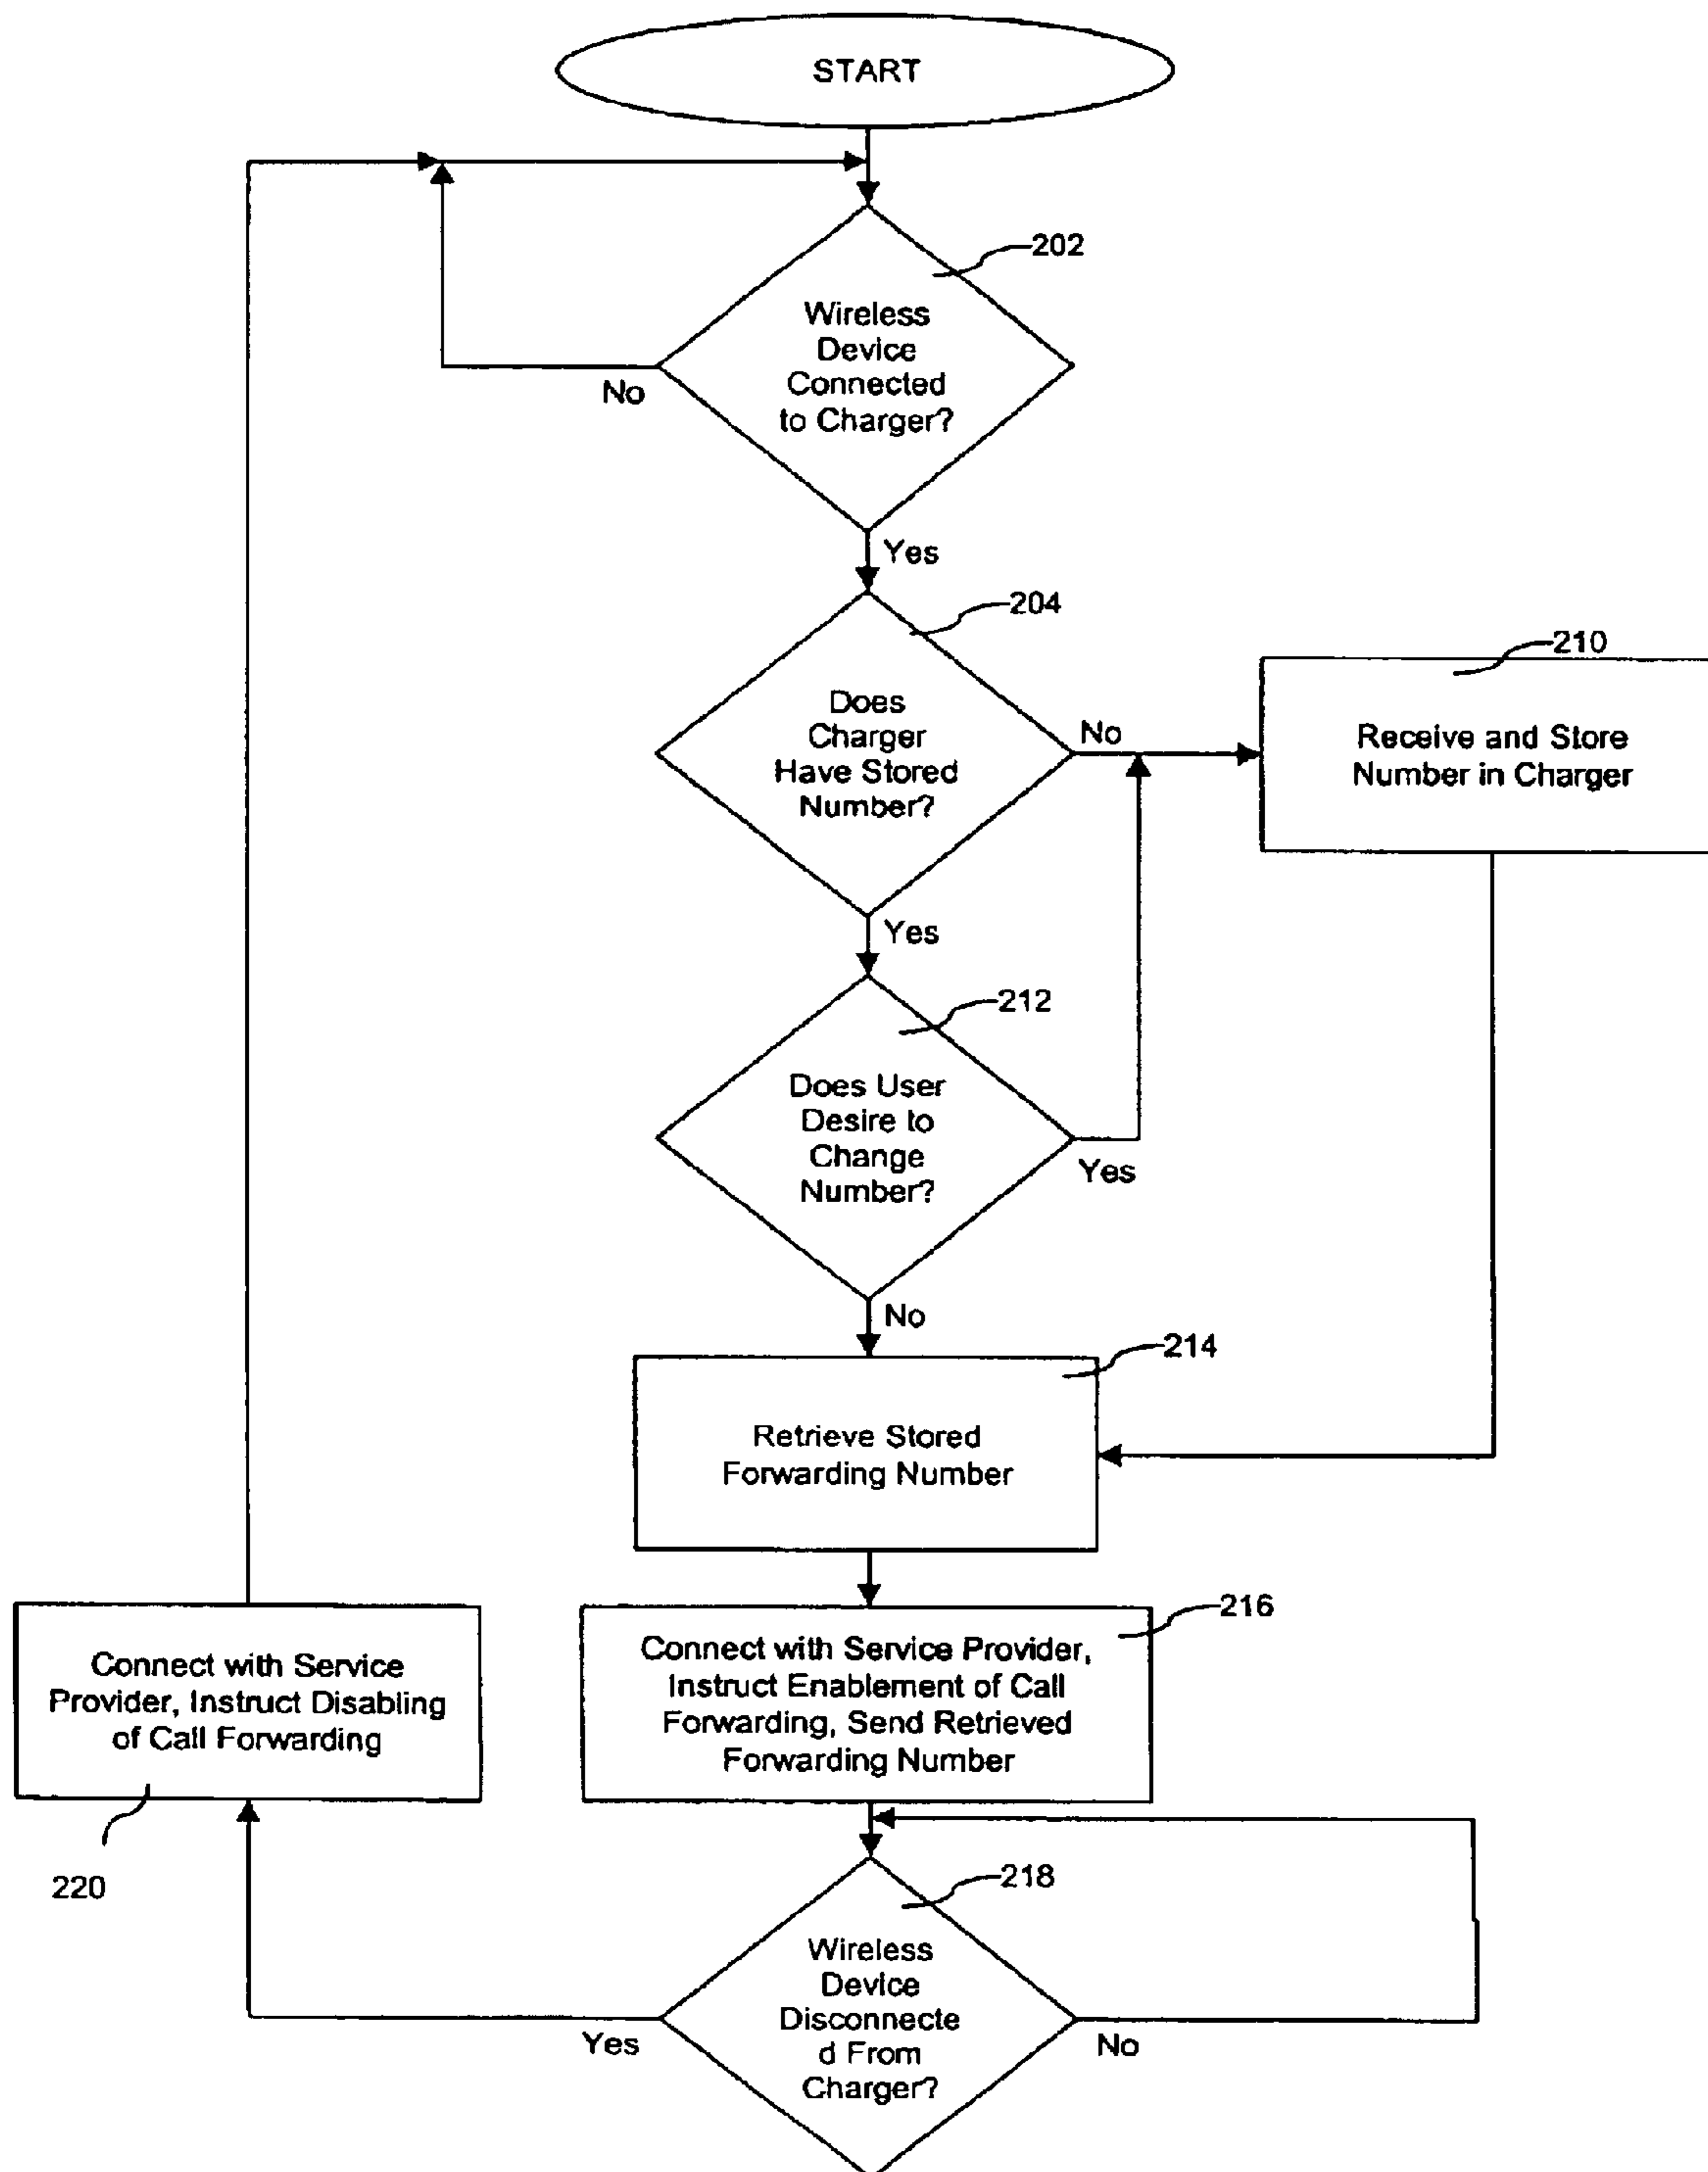 START
202
Wireless
Device
Connected
to Charger?
No
Yes
204
Does
Charger
Have Stored
Number?
No
210
Receive and Store
Number in Charger
Yes
212
Does User
Desire to
Change
Number?
Yes
No
214
Retrieve Stored
Forwarding Number
216
Connect with Service Provider,
Instruct Enablement of Call
Forwarding, Send Retrieved
Forwarding Number
Connect with Service
Provider, Instruct Disabling
of Call Forwarding
220
218
Wireless
Device
Disconnecte
d From
Charger?
Yes
No